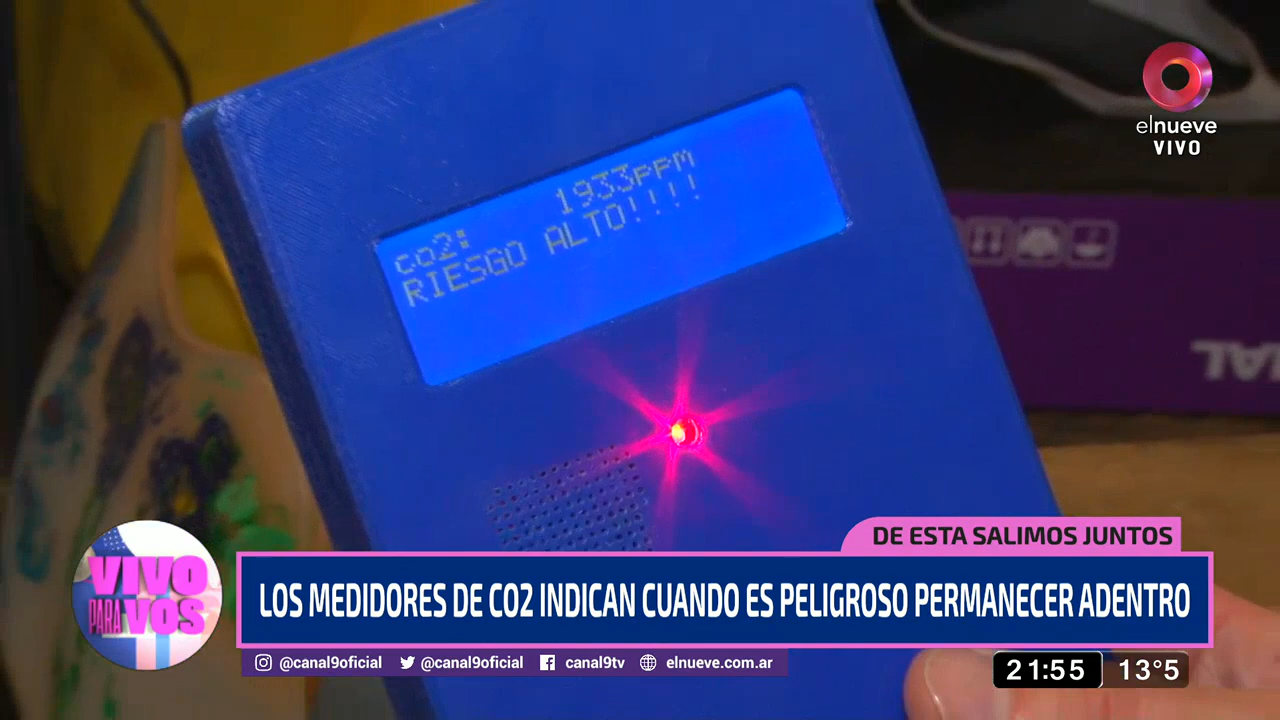 co2: 1933ppm
RIESGO ALTO!!!!
elnueve
VIVO
VIVO
PARA VOS
DE ESTA SALIMOS JUNTOS
LOS MEDIDORES DE CO2 INDICAN CUANDO ES PELIGROSO PERMANECER ADENTRO
@canal9oficial @canal9oficial canal9tv elnueve.com.ar
21:55 13°5